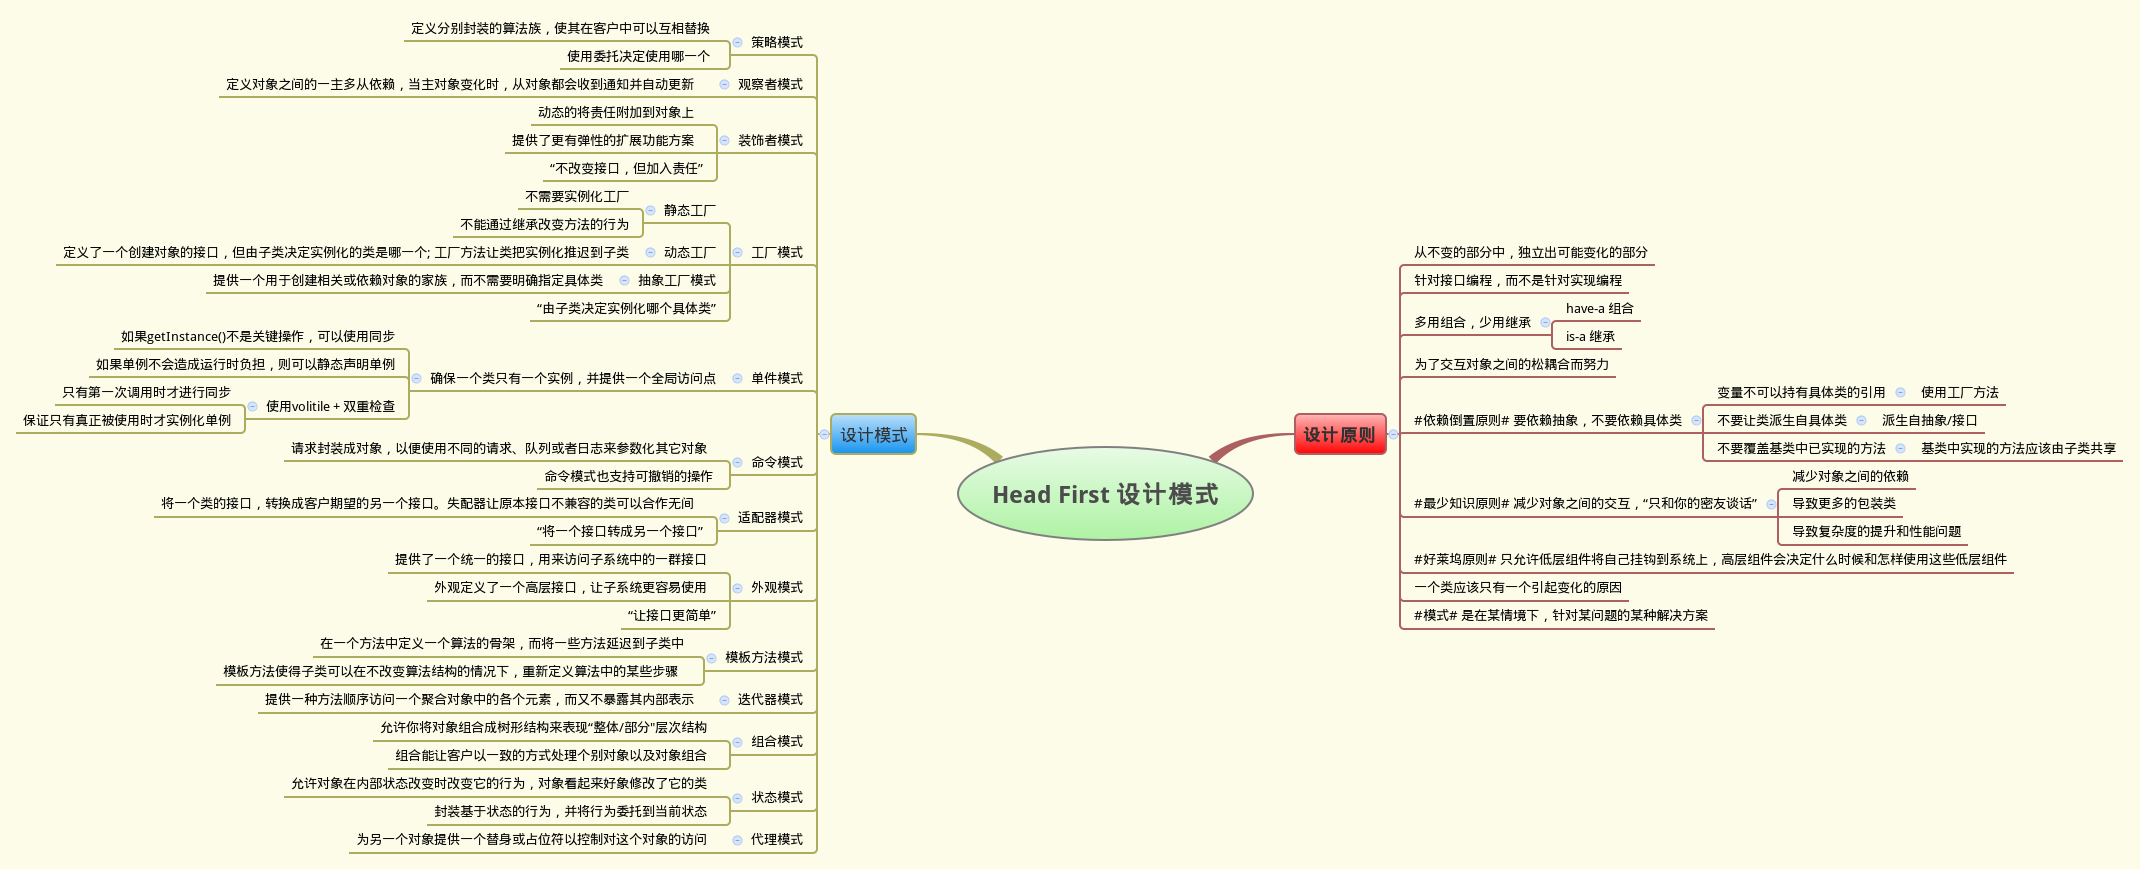 Head First 设计模式
设计模式
策略模式
定义分别封装的算法族，使其在客户中可以互相替换
使用委托决定使用哪一个
观察者模式
定义对象之间的一主多从依赖，当主对象变化时，从对象都会收到通知并自动更新
装饰者模式
动态的将责任附加到对象上
提供了更有弹性的扩展功能方案
“不改变接口，但加入责任”
工厂模式
静态工厂
不需要实例化工厂
不能通过继承改变方法的行为
动态工厂
定义了一个创建对象的接口，但由子类决定实例化的类是哪一个; 工厂方法让类把实例化推迟到子类
抽象工厂模式
提供一个用于创建相关或依赖对象的家族，而不需要明确指定具体类
“由子类决定实例化哪个具体类”
单件模式
确保一个类只有一个实例，并提供一个全局访问点
如果getInstance()不是关键操作，可以使用同步
如果单例不会造成运行时负担，则可以静态声明单例
使用volitile + 双重检查
只有第一次调用时才进行同步
保证只有真正被使用时才实例化单例
命令模式
请求封装成对象，以便使用不同的请求、队列或者日志来参数化其它对象
命令模式也支持可撤销的操作
适配器模式
将一个类的接口，转换成客户期望的另一个接口。失配器让原本接口不兼容的类可以合作无间
“将一个接口转成另一个接口”
外观模式
提供了一个统一的接口，用来访问子系统中的一群接口
外观定义了一个高层接口，让子系统更容易使用
“让接口更简单”
模板方法模式
在一个方法中定义一个算法的骨架，而将一些方法延迟到子类中
模板方法使得子类可以在不改变算法结构的情况下，重新定义算法中的某些步骤
迭代器模式
提供一种方法顺序访问一个聚合对象中的各个元素，而又不暴露其内部表示
组合模式
允许你将对象组合成树形结构来表现“整体/部分"层次结构
组合能让客户以一致的方式处理个别对象以及对象组合
状态模式
允许对象在内部状态改变时改变它的行为，对象看起来好象修改了它的类
封装基于状态的行为，并将行为委托到当前状态
代理模式
为另一个对象提供一个替身或占位符以控制对这个对象的访问
设计原则
从不变的部分中，独立出可能变化的部分
针对接口编程，而不是针对实现编程
多用组合，少用继承
have-a 组合
is-a 继承
为了交互对象之间的松耦合而努力
#依赖倒置原则# 要依赖抽象，不要依赖具体类
变量不可以持有具体类的引用
使用工厂方法
不要让类派生自具体类
派生自抽象/接口
不要覆盖基类中已实现的方法
基类中实现的方法应该由子类共享
#最少知识原则# 减少对象之间的交互，“只和你的密友谈话”
减少对象之间的依赖
导致更多的包装类
导致复杂度的提升和性能问题
#好莱坞原则# 只允许低层组件将自己挂钩到系统上，高层组件会决定什么时候和怎样使用这些低层组件
一个类应该只有一个引起变化的原因
#模式# 是在某情境下，针对某问题的某种解决方案